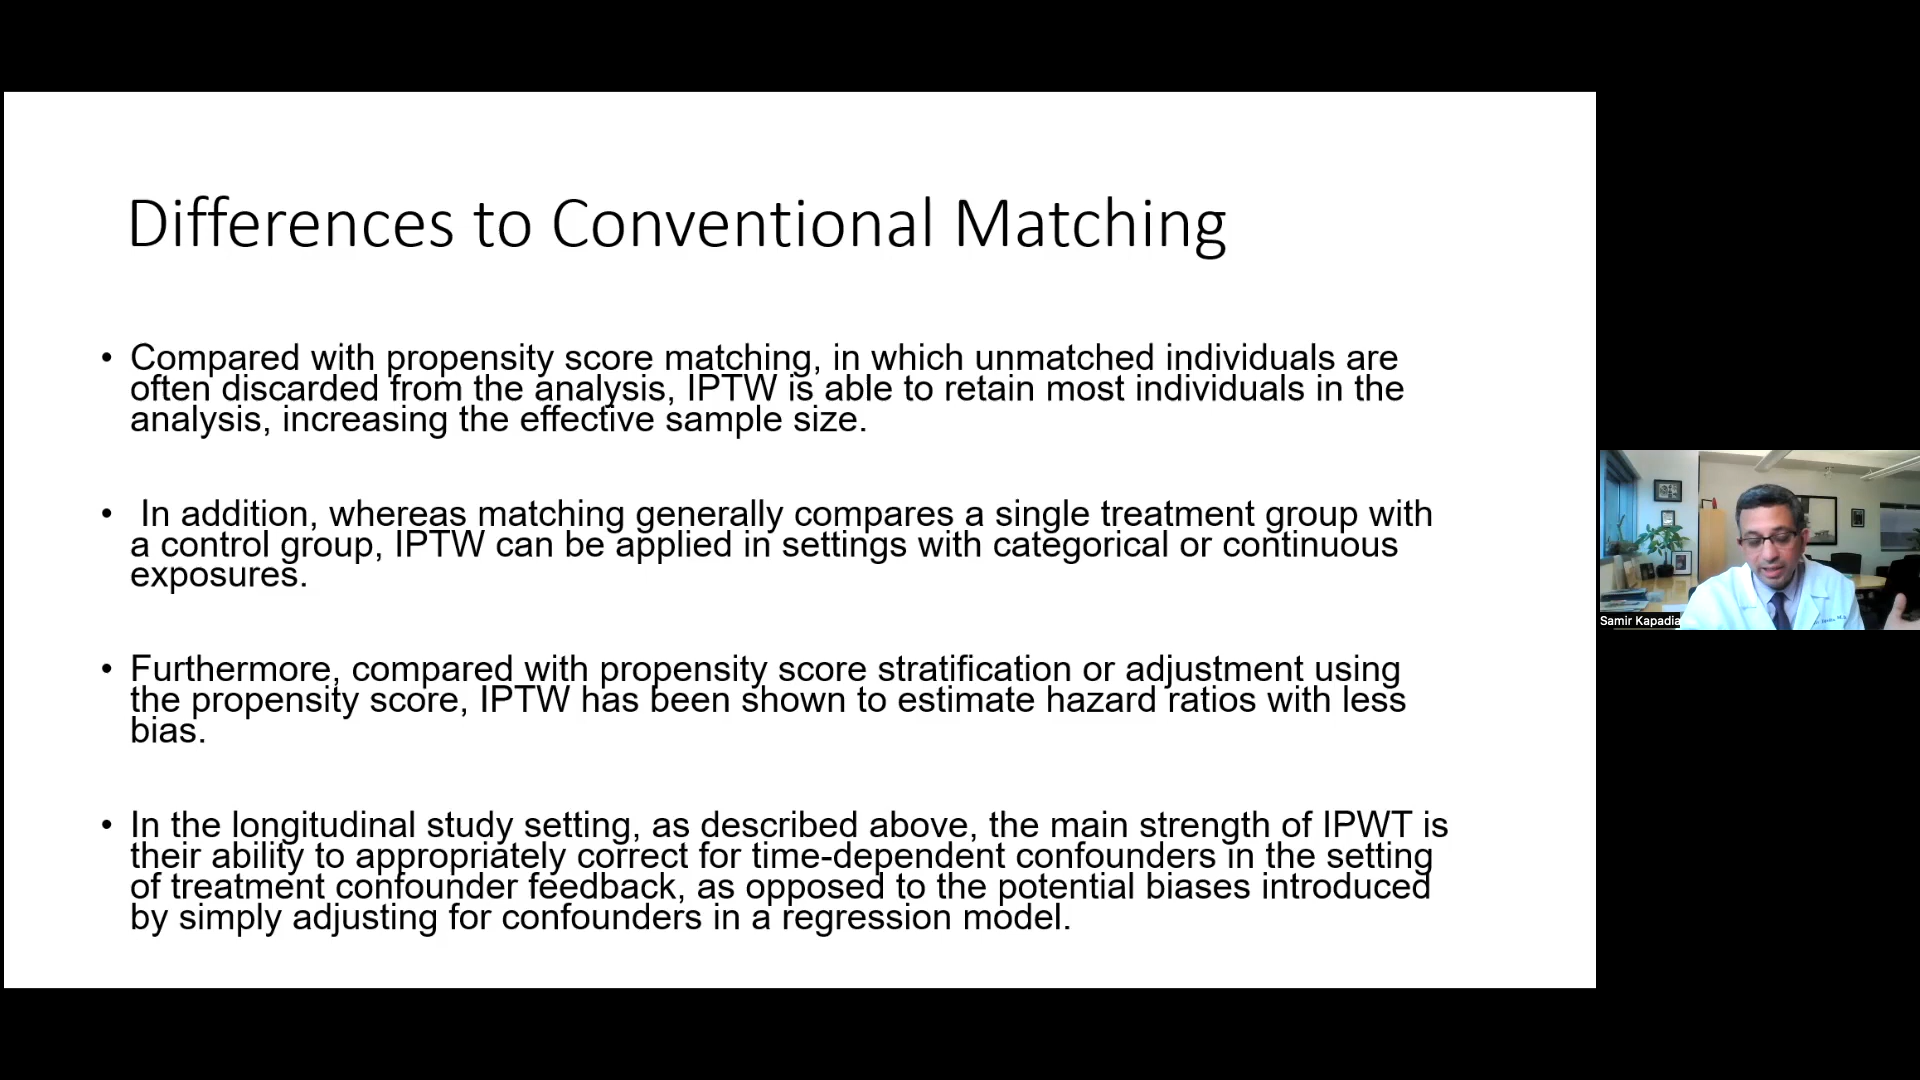 Differences to Conventional Matching
• Compared with propensity score matching, in which unmatched individuals are
often discarded from the analysis, IPTW is able to retain most individuals in the
analysis, increasing the effective sample size.
• In addition, whereas matching generally compares a single treatment group with
a control group, IPTW can be applied in settings with categorical or continuous
exposures.
• Furthermore, compared with propensity score stratification or adjustment using
the propensity score, IPTW has been shown to estimate hazard ratios with less
bias.
• In the longitudinal study setting, as described above, the main strength of IPWT is
their ability to appropriately correct for time-dependent confounders in the setting
of treatment confounder feedback, as opposed to the potential biases introduced
by simply adjusting for confounders in a regression model.
Samir Kapadia